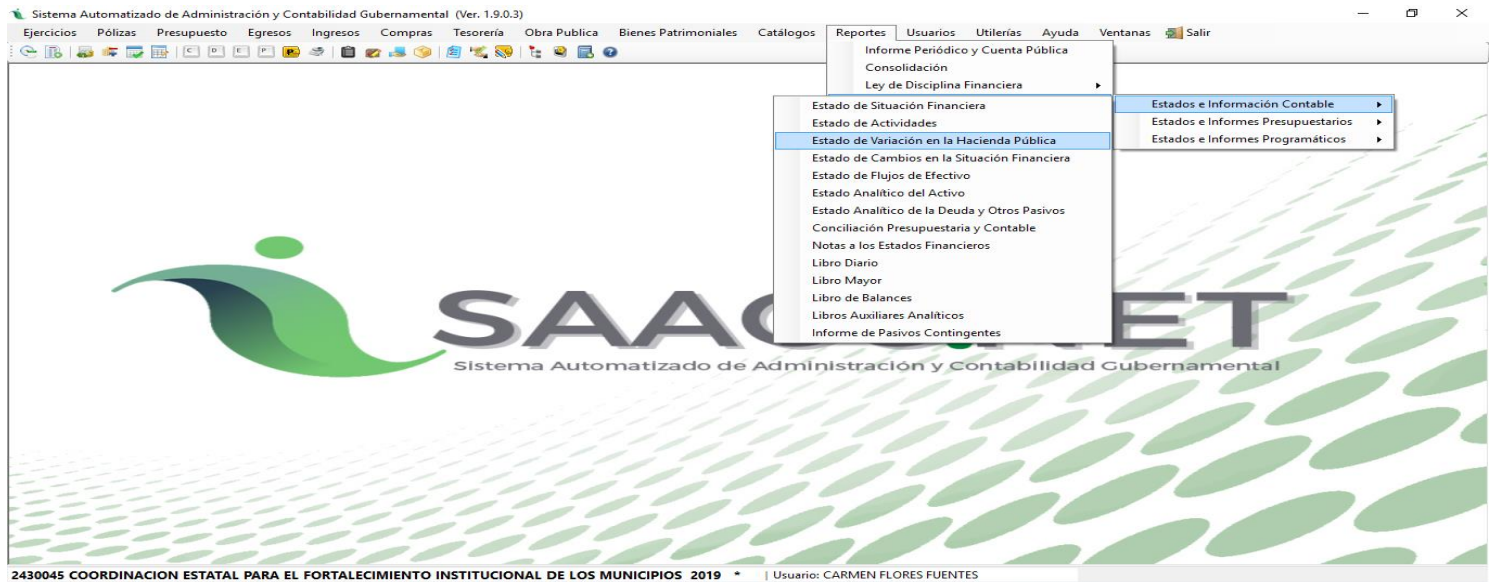 Sistema Automatizado de Administración y Contabilidad Gubernamental (Ver. 1.9.0.3)
Ejercicios Pólizas Presupuesto Egresos Ingresos Compras Tesorería Obra Publica Bienes Patrimoniales Catálogos Reportes Usuarios Utilerías Ayuda Ventanas Salir
Informe Periódico y Cuenta Pública
Consolidación
Ley de Disciplina Financiera
Estados e Información Contable
Estados e Informes Presupuestarios
Estados e Informes Programáticos
Estado de Situación Financiera
Estado de Actividades
Estado de Variación en la Hacienda Pública
Estado de Cambios en la Situación Financiera
Estado de Flujos de Efectivo
Estado Analítico del Activo
Estado Analítico de la Deuda y Otros Pasivos
Conciliación Presupuestaria y Contable
Notas a los Estados Financieros
Libro Diario
Libro Mayor
Libro de Balances
Libros Auxiliares Analíticos
Informe de Pasivos Contingentes
SAA ET
Sistema Automatizado de Administración y Contabilidad Gubernamental
2430045 COORDINACION ESTATAL PARA EL FORTALECIMIENTO INSTITUCIONAL DE LOS MUNICIPIOS 2019 * | Usuario: CARMEN FLORES FUENTES